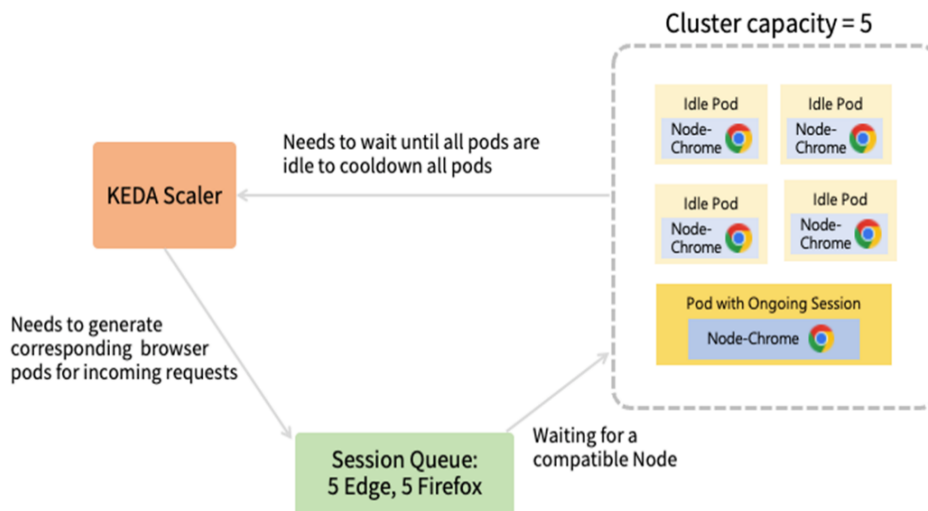 Cluster capacity = 5
Idle Pod
Node-
Chrome
Idle Pod
Node-
Chrome
Needs to wait until all pods are
idle to cooldown all pods
KEDA Scaler
Idle Pod
Node-
Chrome
Idle Pod
Node-
Chrome
Pod with Ongoing Session
Node-Chrome
Needs to generate
corresponding browser
pods for incoming requests
Waiting for a
compatible Node
Session Queue:
5 Edge, 5 Firefox